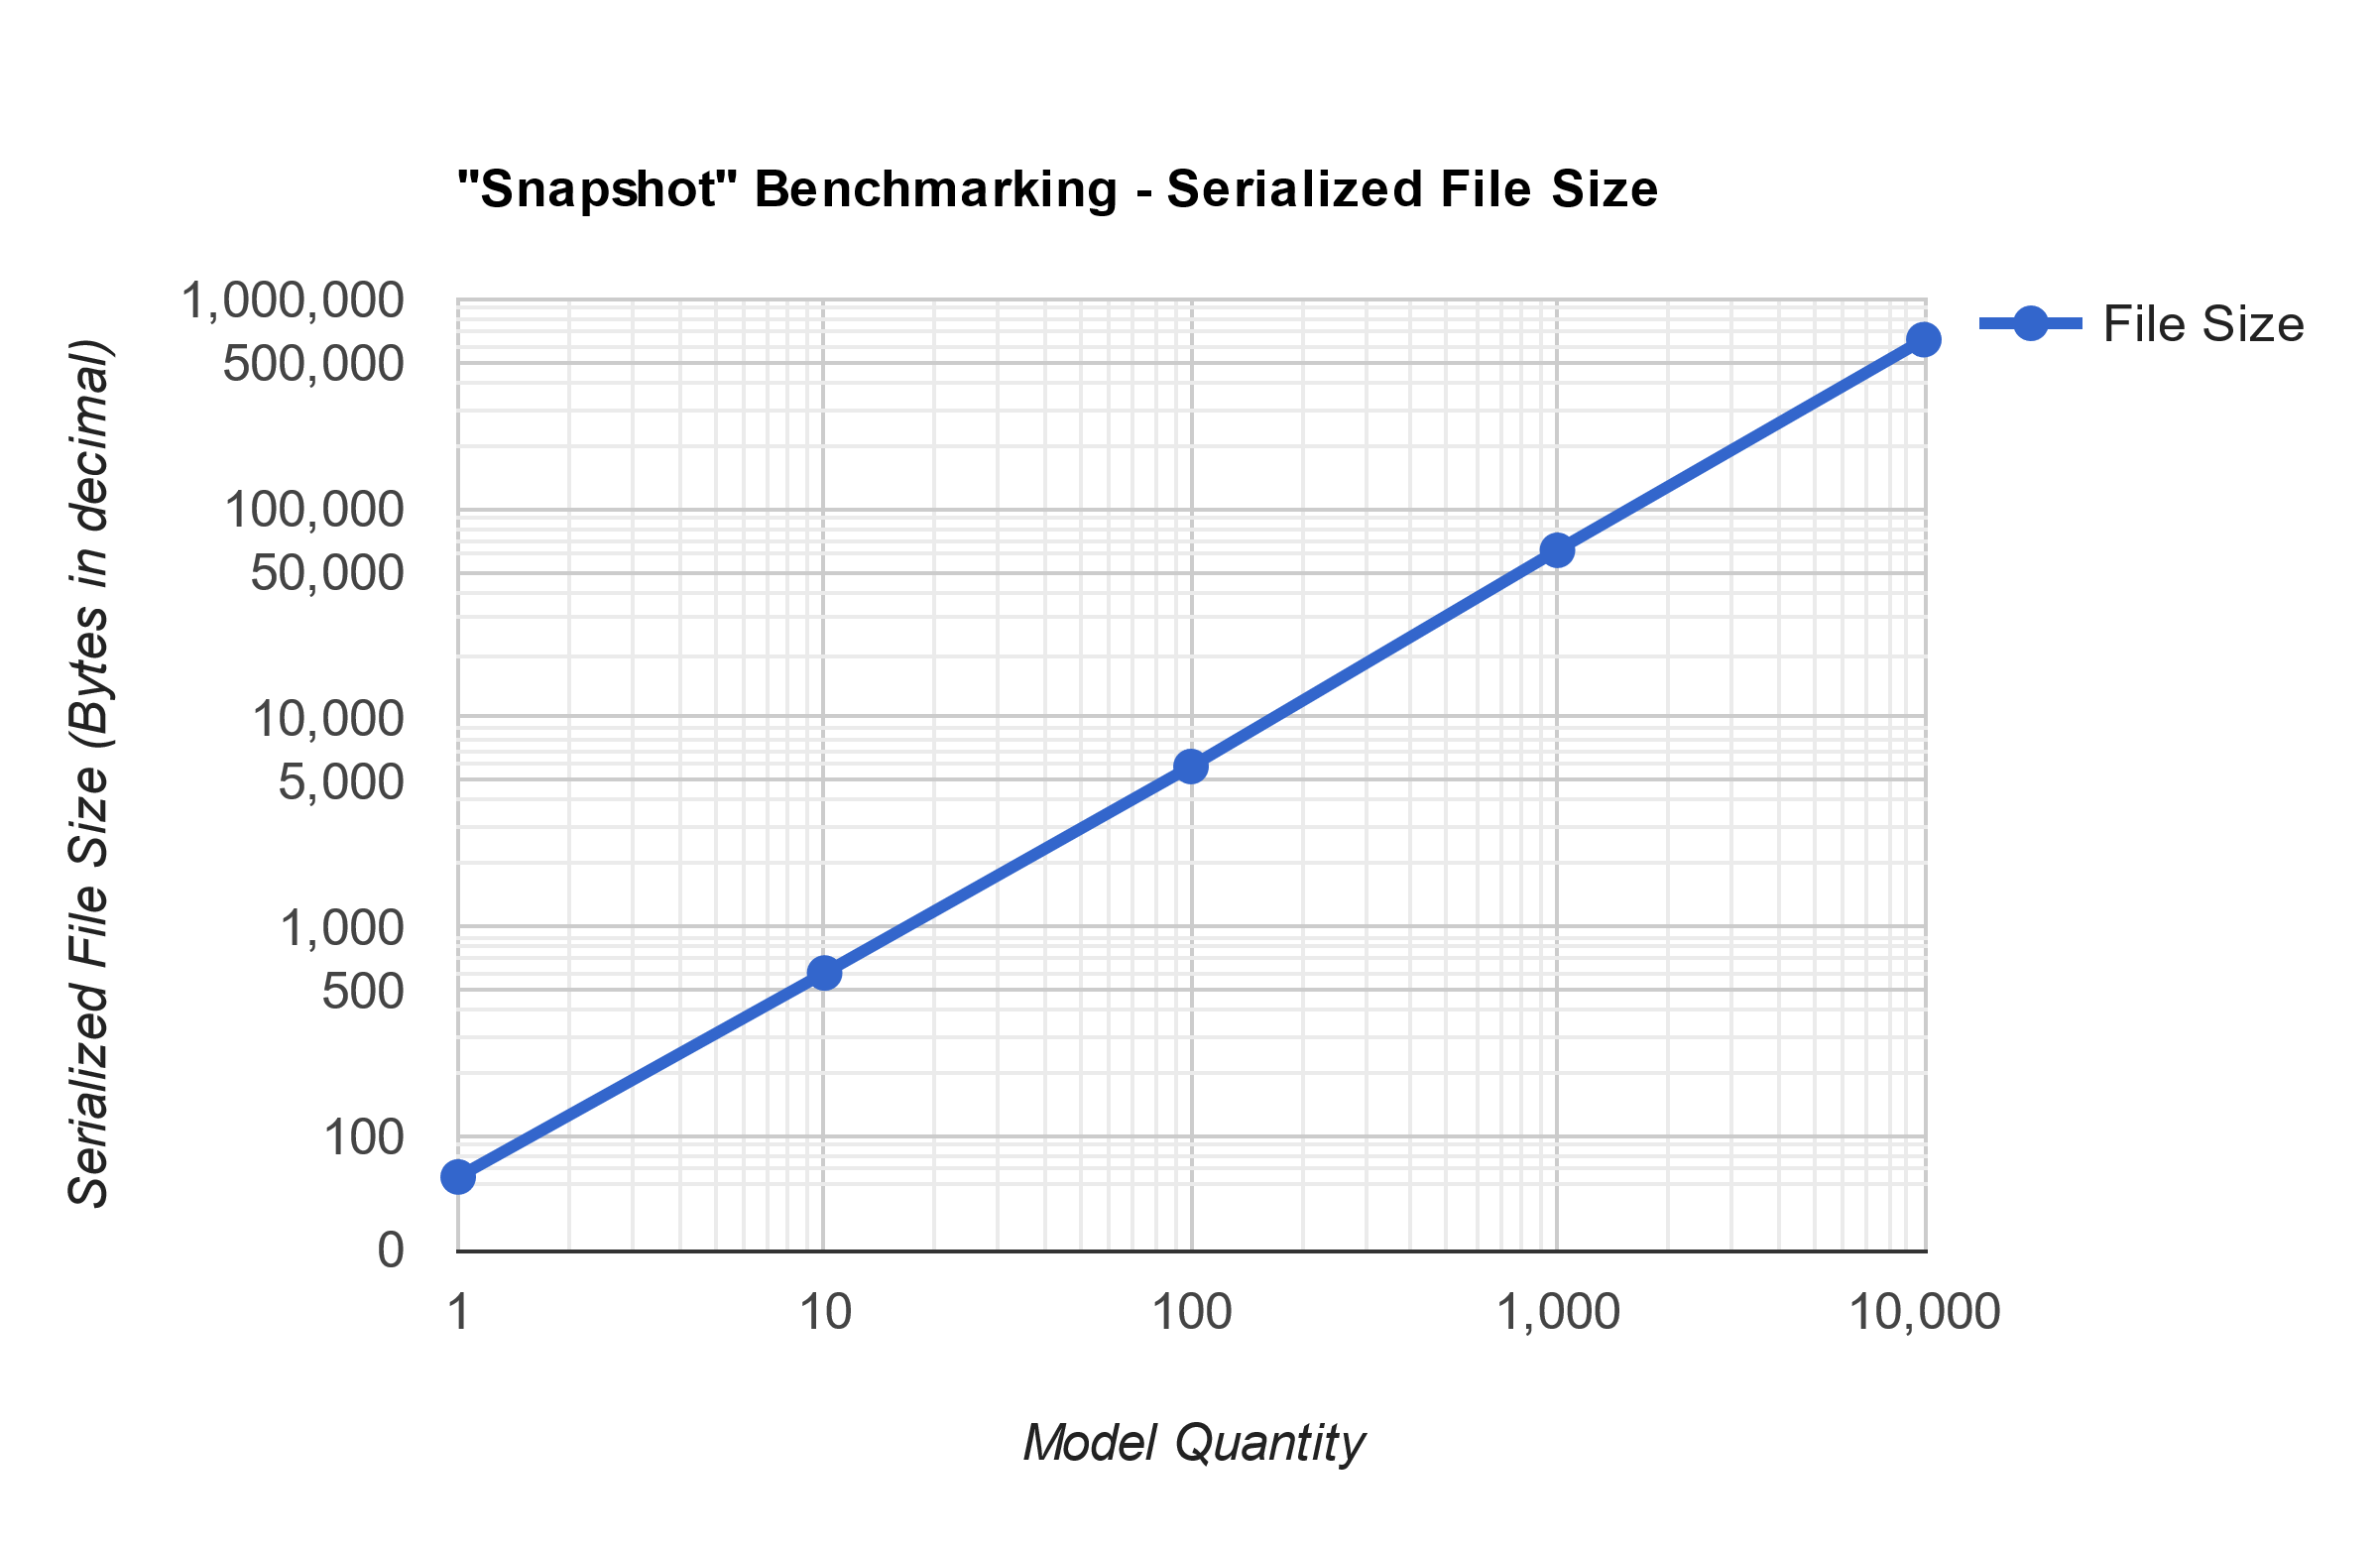 "Snapshot" Benchmarking - Serialized File Size
File Size
Serialized File Size (Bytes in decimal)
1,000,000
500,000
100,000
50,000
10,000
5,000
1,000
500
100
0
1 10 100 1,000 10,000
Model Quantity